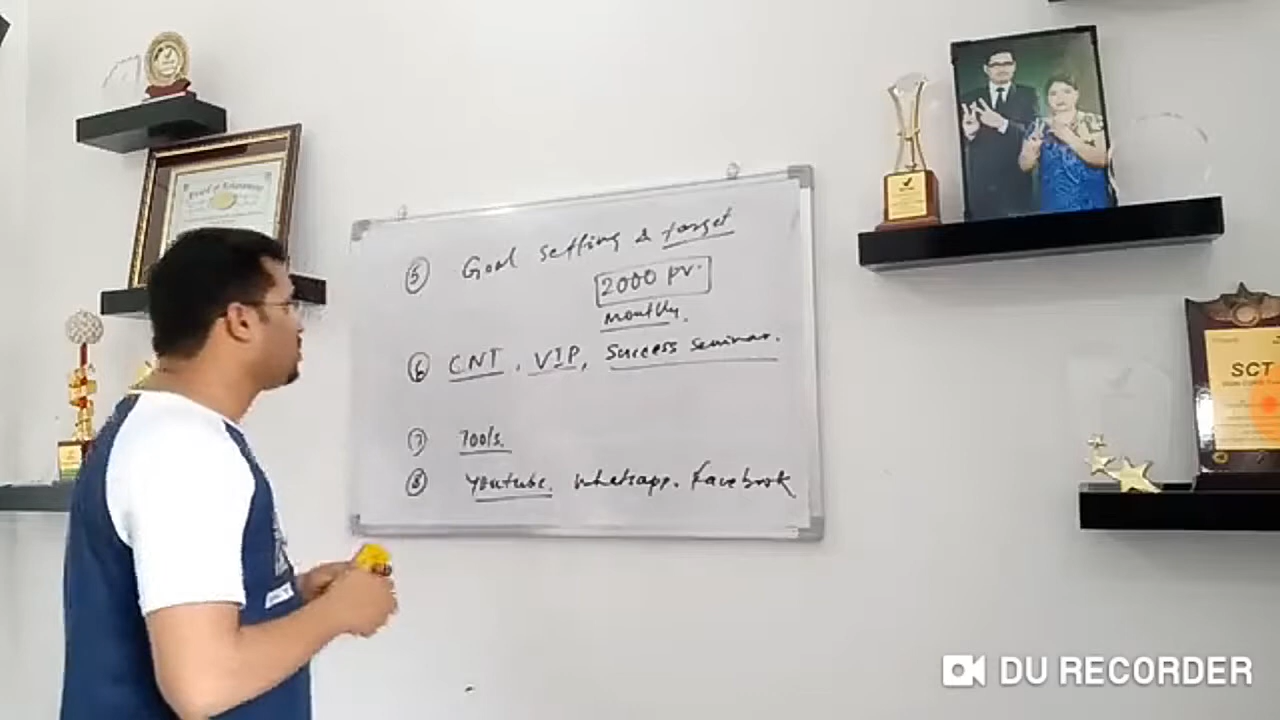 ⑤ Goal setting & target
2000 PV.
Monthly.
⑥ CNT, VIP, Success Seminar.
⑦ Tools.
⑧ Youtube. Whatsapp. Facebook
SCT
DU RECORDER